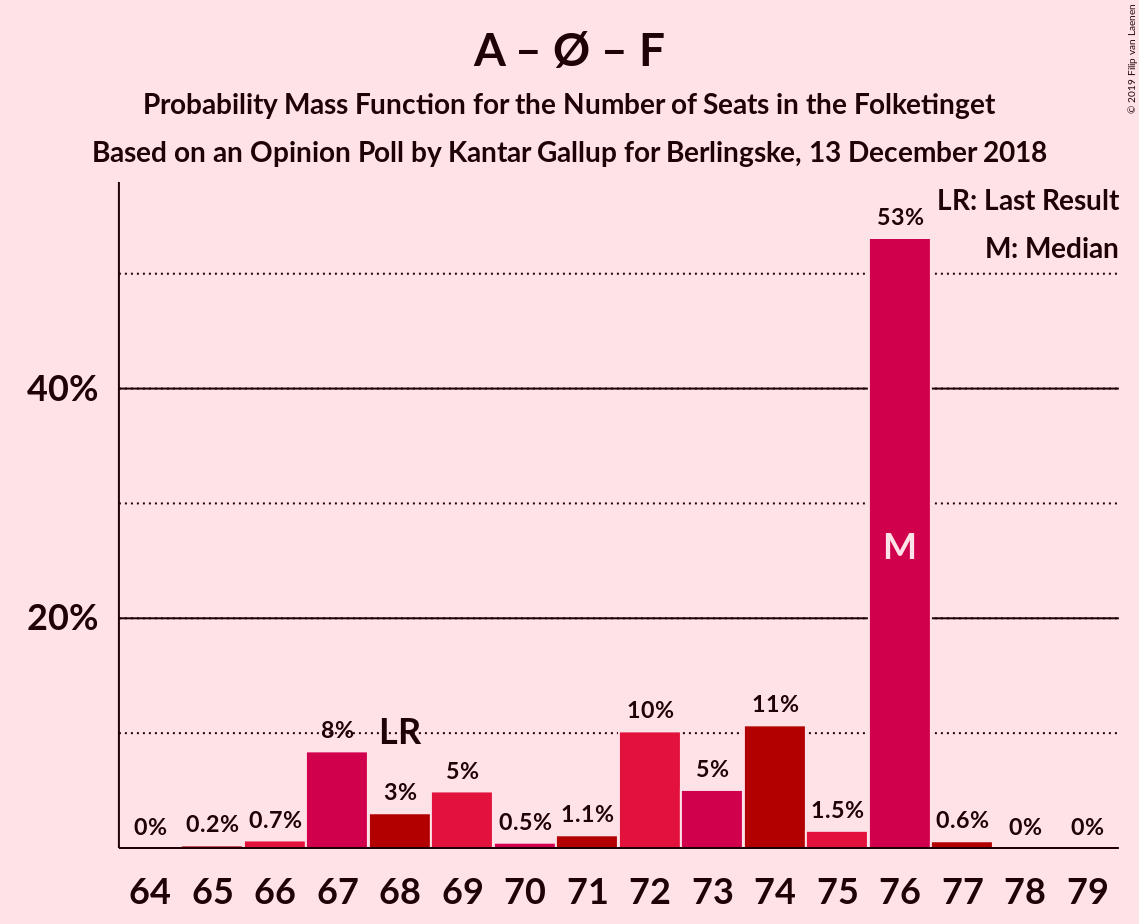 A – Ø – F
Probability Mass Function for the Number of Seats in the Folketinget
Based on an Opinion Poll by Kantar Gallup for Berlingske, 13 December 2018
© 2019 Filip van Laenen
LR: Last Result
M: Median
40%
20%
0%
0.2%
0.7%
8%
LR
3%
5%
0.5%
1.1%
10%
5%
11%
1.5%
53%
M
0.6%
0%
0%
64 65 66 67 68 69 70 71 72 73 74 75 76 77 78 79